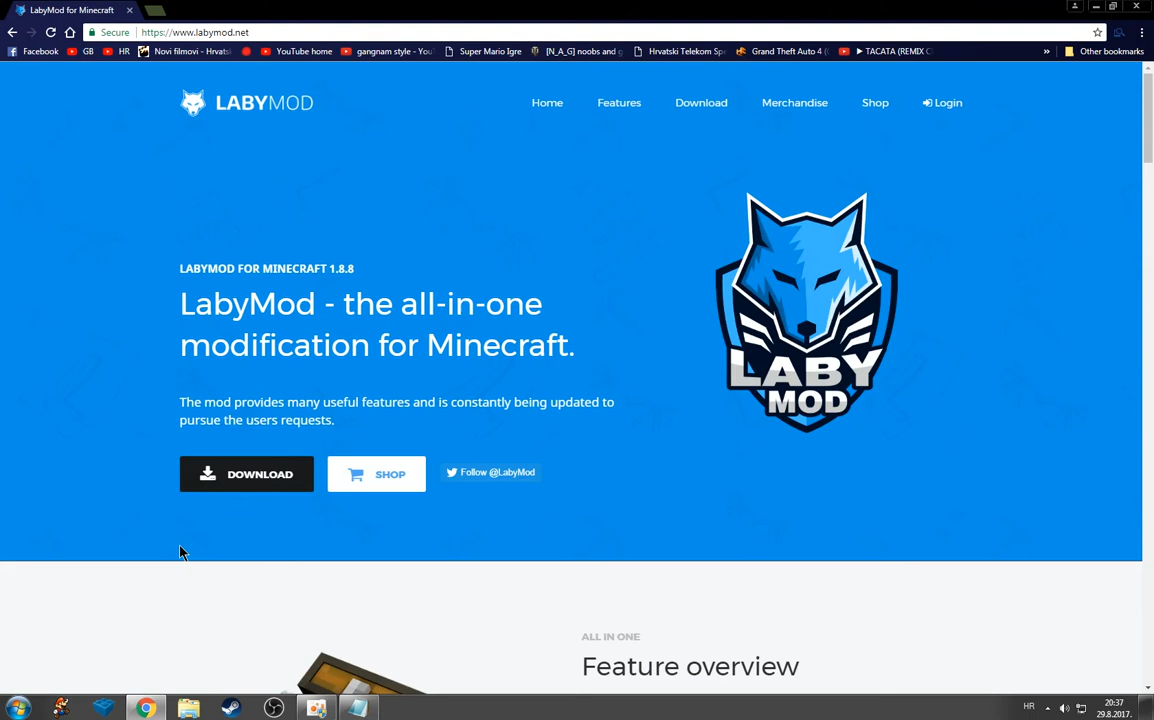 LabyMod for Minecraft
Secure https://www.labymod.net
Facebook GB HR Novi filmovi - Hrvats YouTube home gangnam style - You Super Mario Igre [N_A_G] noobs and g Hrvatski Telekom Spe Grand Theft Auto 4 ( ► TACATA (REMIX C » Other bookmarks
LABYMOD Home Features Download Merchandise Shop Login
LABYMOD FOR MINECRAFT 1.8.8
LabyMod - the all-in-one
modification for Minecraft.
The mod provides many useful features and is constantly being updated to
pursue the users requests.
DOWNLOAD SHOP Follow @LabyMod
LABY
MOD
ALL IN ONE
Feature overview
HR 20:37
29.8.2017.